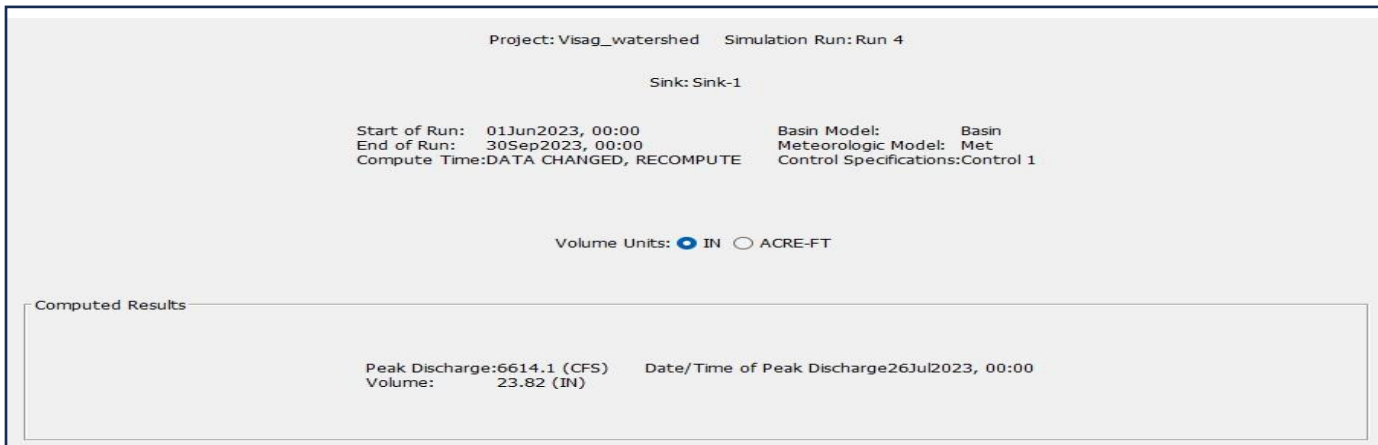 Project: Visag_watershed Simulation Run: Run 4
Sink: Sink-1
Start of Run: 01Jun2023, 00:00 Basin Model: Basin
End of Run: 30Sep2023, 00:00 Meteorologic Model: Met
Compute Time:DATA CHANGED, RECOMPUTE Control Specifications:Control 1
Volume Units: IN ACRE-FT
Computed Results
Peak Discharge:6614.1 (CFS) Date/Time of Peak Discharge26Jul2023, 00:00
Volume: 23.82 (IN)